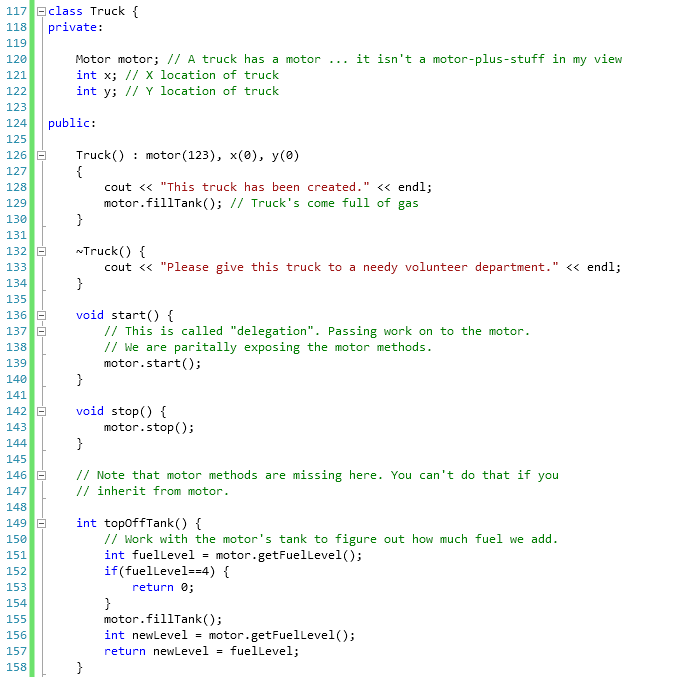 117 class Truck {
118 private:
119
120     Motor motor; // A truck has a motor ... it isn't a motor-plus-stuff in my view
121     int x; // X location of truck
122     int y; // Y location of truck
123
124 public:
125
126     Truck() : motor(123), x(0), y(0)
127     {
128         cout << "This truck has been created." << endl;
129         motor.fillTank(); // Truck's come full of gas
130     }
131
132     ~Truck() {
133         cout << "Please give this truck to a needy volunteer department." << endl;
134     }
135
136     void start() {
137         // This is called "delegation". Passing work on to the motor.
138         // We are paritally exposing the motor methods.
139         motor.start();
140     }
141
142     void stop() {
143         motor.stop();
144     }
145
146     // Note that motor methods are missing here. You can't do that if you
147     // inherit from motor.
148
149     int topOffTank() {
150         // Work with the motor's tank to figure out how much fuel we add.
151         int fuelLevel = motor.getFuelLevel();
152         if(fuelLevel==4) {
153             return 0;
154         }
155         motor.fillTank();
156         int newLevel = motor.getFuelLevel();
157         return newLevel = fuelLevel;
158     }